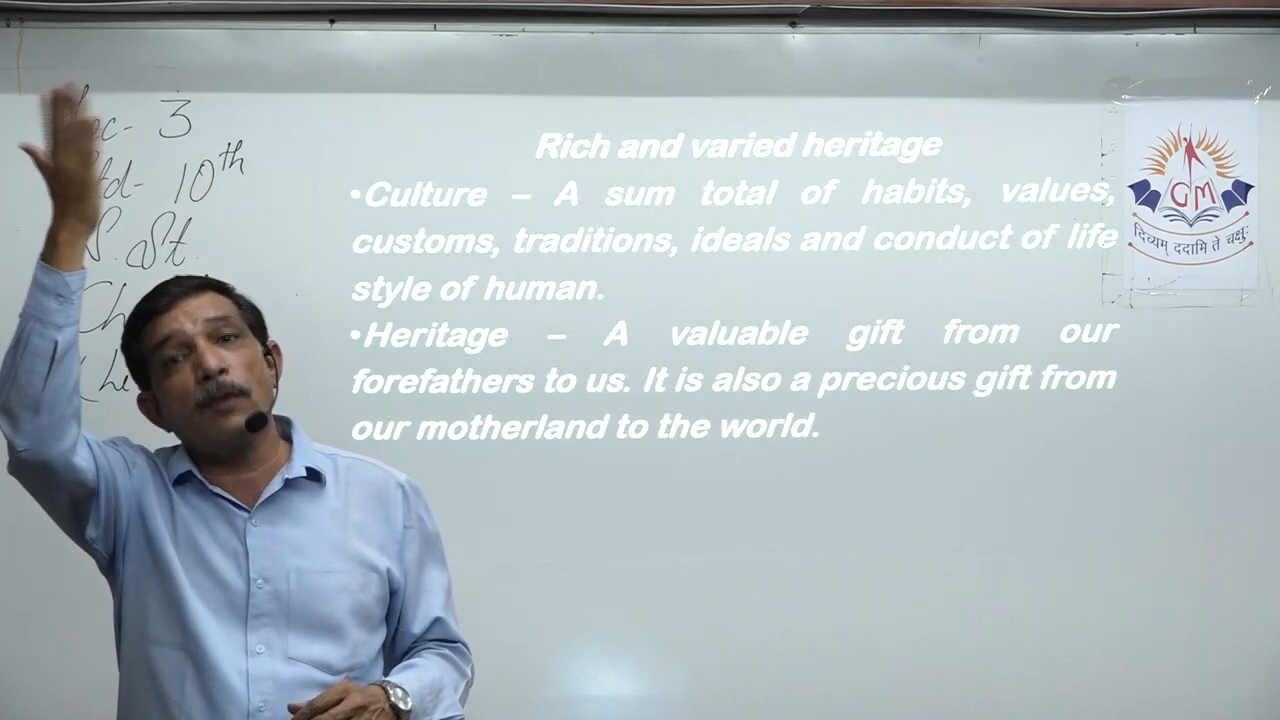 3
10th
S. St.
Ch
Rich and varied heritage
•Culture – A sum total of habits, values,
customs, traditions, ideals and conduct of life
style of human.
•Heritage – A valuable gift from our
forefathers to us. It is also a precious gift from
our motherland to the world.
GM
दिव्यम् ददामि ते चक्षुः